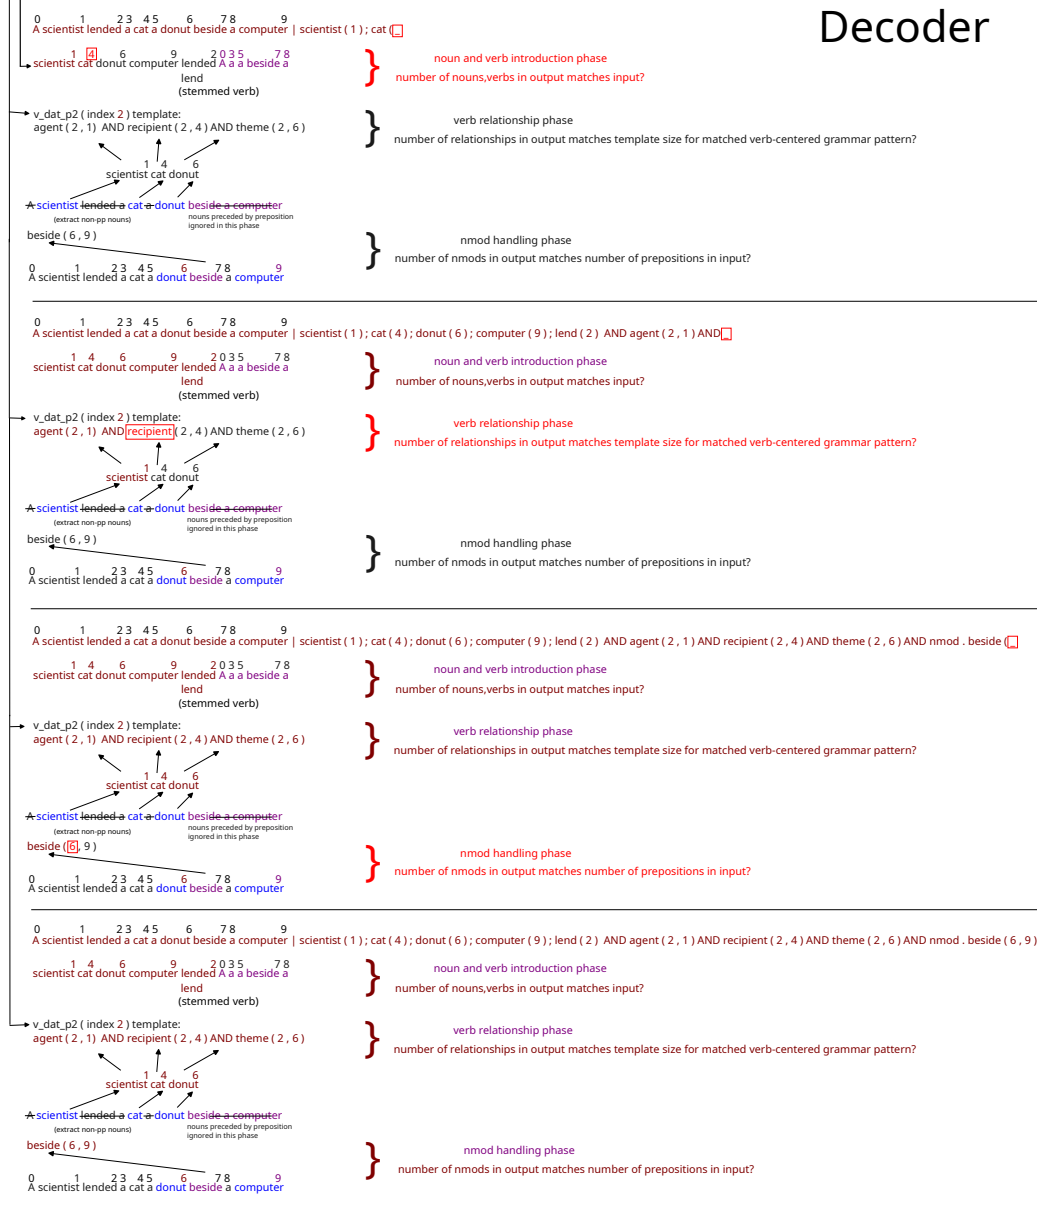 Decoder
0 1 2 3 4 5 6 7 8 9
A scientist lended a cat a donut beside a computer | scientist ( 1 ) ; cat ( _
1 4 6 9 2 0 3 5 7 8
scientist cat donut computer lended A a a beside a
lend
(stemmed verb)
} noun and verb introduction phase
number of nouns,verbs in output matches input?
v_dat_p2 ( index 2 ) template:
agent ( 2 , 1) AND recipient ( 2 , 4 ) AND theme ( 2 , 6 )
} verb relationship phase
number of relationships in output matches template size for matched verb-centered grammar pattern?
1 4 6
scientist cat donut
A scientist lended a cat a donut beside a computer
(extract non-pp nouns)
nouns preceded by preposition
ignored in this phase
beside ( 6 , 9 )
} nmod handling phase
number of nmods in output matches number of prepositions in input?
0 1 2 3 4 5 6 7 8 9
A scientist lended a cat a donut beside a computer
0 1 2 3 4 5 6 7 8 9
A scientist lended a cat a donut beside a computer | scientist ( 1 ) ; cat ( 4 ) ; donut ( 6 ) ; computer ( 9 ) ; lend ( 2 ) AND agent ( 2 , 1 ) AND _
1 4 6 9 2 0 3 5 7 8
scientist cat donut computer lended A a a beside a
lend
(stemmed verb)
} noun and verb introduction phase
number of nouns,verbs in output matches input?
v_dat_p2 ( index 2 ) template:
agent ( 2 , 1) AND recipient ( 2 , 4 ) AND theme ( 2 , 6 )
} verb relationship phase
number of relationships in output matches template size for matched verb-centered grammar pattern?
1 4 6
scientist cat donut
A scientist lended a cat a donut beside a computer
(extract non-pp nouns)
nouns preceded by preposition
ignored in this phase
beside ( 6 , 9 )
} nmod handling phase
number of nmods in output matches number of prepositions in input?
0 1 2 3 4 5 6 7 8 9
A scientist lended a cat a donut beside a computer
0 1 2 3 4 5 6 7 8 9
A scientist lended a cat a donut beside a computer | scientist ( 1 ) ; cat ( 4 ) ; donut ( 6 ) ; computer ( 9 ) ; lend ( 2 ) AND agent ( 2 , 1 ) AND recipient ( 2 , 4 ) AND theme ( 2 , 6 ) AND nmod . beside ( _
1 4 6 9 2 0 3 5 7 8
scientist cat donut computer lended A a a beside a
lend
(stemmed verb)
} noun and verb introduction phase
number of nouns,verbs in output matches input?
v_dat_p2 ( index 2 ) template:
agent ( 2 , 1) AND recipient ( 2 , 4 ) AND theme ( 2 , 6 )
} verb relationship phase
number of relationships in output matches template size for matched verb-centered grammar pattern?
1 4 6
scientist cat donut
A scientist lended a cat a donut beside a computer
(extract non-pp nouns)
nouns preceded by preposition
ignored in this phase
beside ( 6 , 9 )
} nmod handling phase
number of nmods in output matches number of prepositions in input?
0 1 2 3 4 5 6 7 8 9
A scientist lended a cat a donut beside a computer
0 1 2 3 4 5 6 7 8 9
A scientist lended a cat a donut beside a computer | scientist ( 1 ) ; cat ( 4 ) ; donut ( 6 ) ; computer ( 9 ) ; lend ( 2 ) AND agent ( 2 , 1 ) AND recipient ( 2 , 4 ) AND theme ( 2 , 6 ) AND nmod . beside ( 6 , 9 )
1 4 6 9 2 0 3 5 7 8
scientist cat donut computer lended A a a beside a
lend
(stemmed verb)
} noun and verb introduction phase
number of nouns,verbs in output matches input?
v_dat_p2 ( index 2 ) template:
agent ( 2 , 1) AND recipient ( 2 , 4 ) AND theme ( 2 , 6 )
} verb relationship phase
number of relationships in output matches template size for matched verb-centered grammar pattern?
1 4 6
scientist cat donut
A scientist lended a cat a donut beside a computer
(extract non-pp nouns)
nouns preceded by preposition
ignored in this phase
beside ( 6 , 9 )
} nmod handling phase
number of nmods in output matches number of prepositions in input?
0 1 2 3 4 5 6 7 8 9
A scientist lended a cat a donut beside a computer